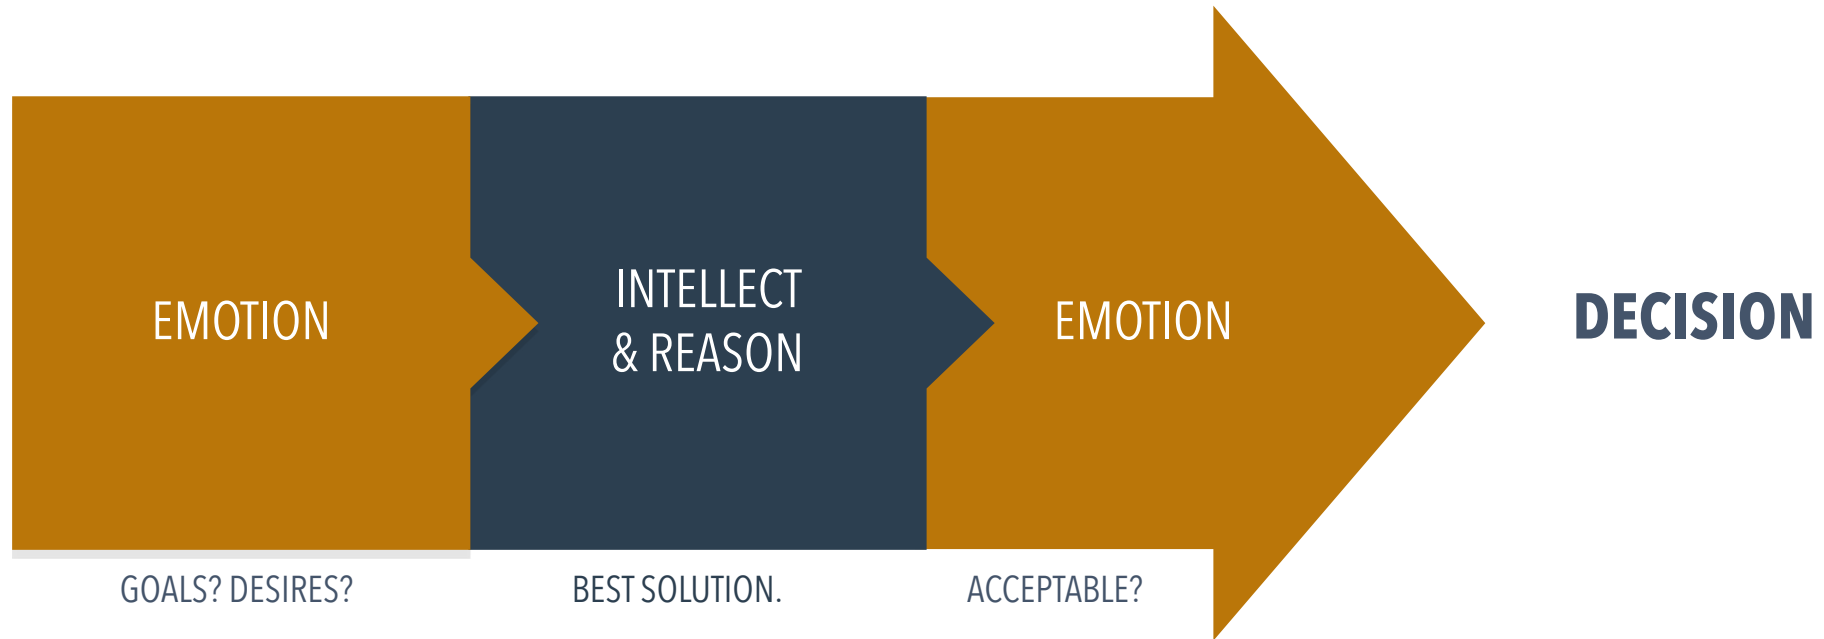 EMOTION
INTELLECT
& REASON
EMOTION
DECISION
GOALS? DESIRES?
BEST SOLUTION.
ACCEPTABLE?